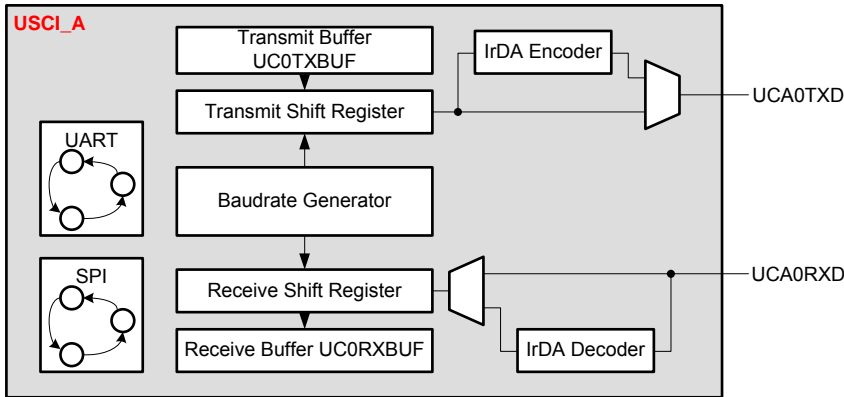 USCI_A
Transmit Buffer
UC0TXBUF
IrDA Encoder
UCA0TXD
Transmit Shift Register
UART
Baudrate Generator
SPI
Receive Shift Register
UCA0RXD
Receive Buffer UC0RXBUF
IrDA Decoder